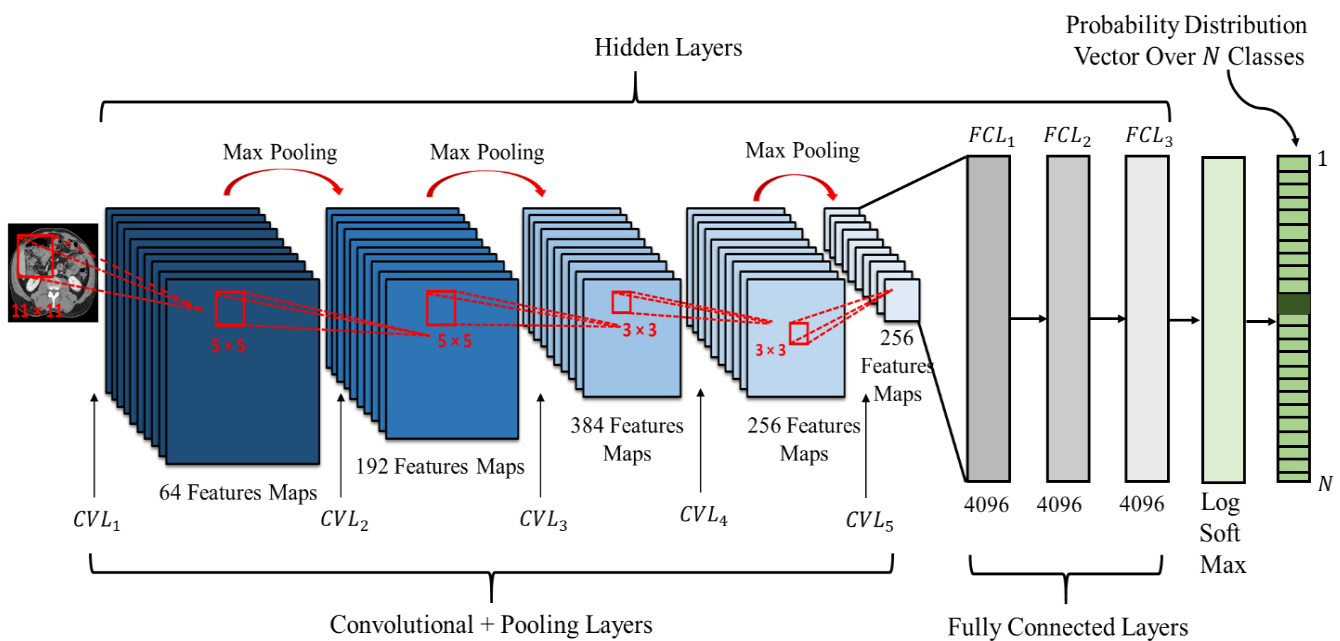 Probability Distribution
Vector Over N Classes
Hidden Layers
FCL₁
FCL₂
FCL₃
Max Pooling
Max Pooling
Max Pooling
1
11 × 11
5 × 5
5 × 5
3 × 3
3 × 3
256
Features
Maps
384 Features
Maps
256 Features
Maps
192 Features Maps
64 Features Maps
N
4096
4096
4096
Log
Soft
Max
CVL₁
CVL₂
CVL₃
CVL₄
CVL₅
Convolutional + Pooling Layers
Fully Connected Layers